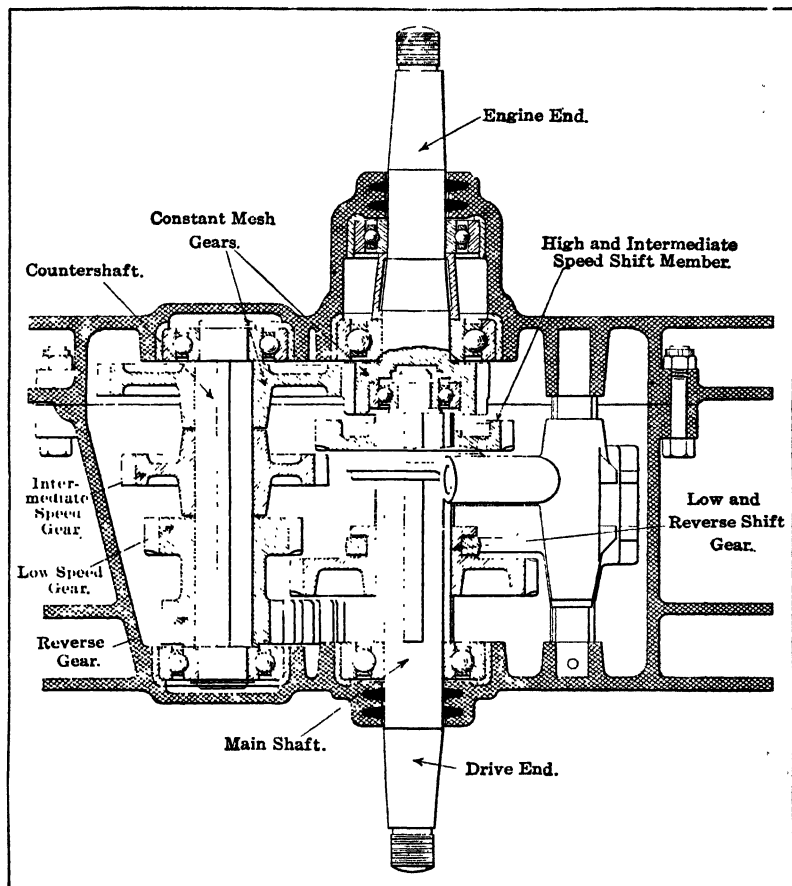 Engine End.
Constant Mesh
Gears.
High and Intermediate
Speed Shift Member.
Countershaft.
Inter-
mediate
Speed
Gear.
Low and
Reverse Shift
Gear.
Low Speed
Gear.
Reverse
Gear.
Main Shaft.
Drive End.